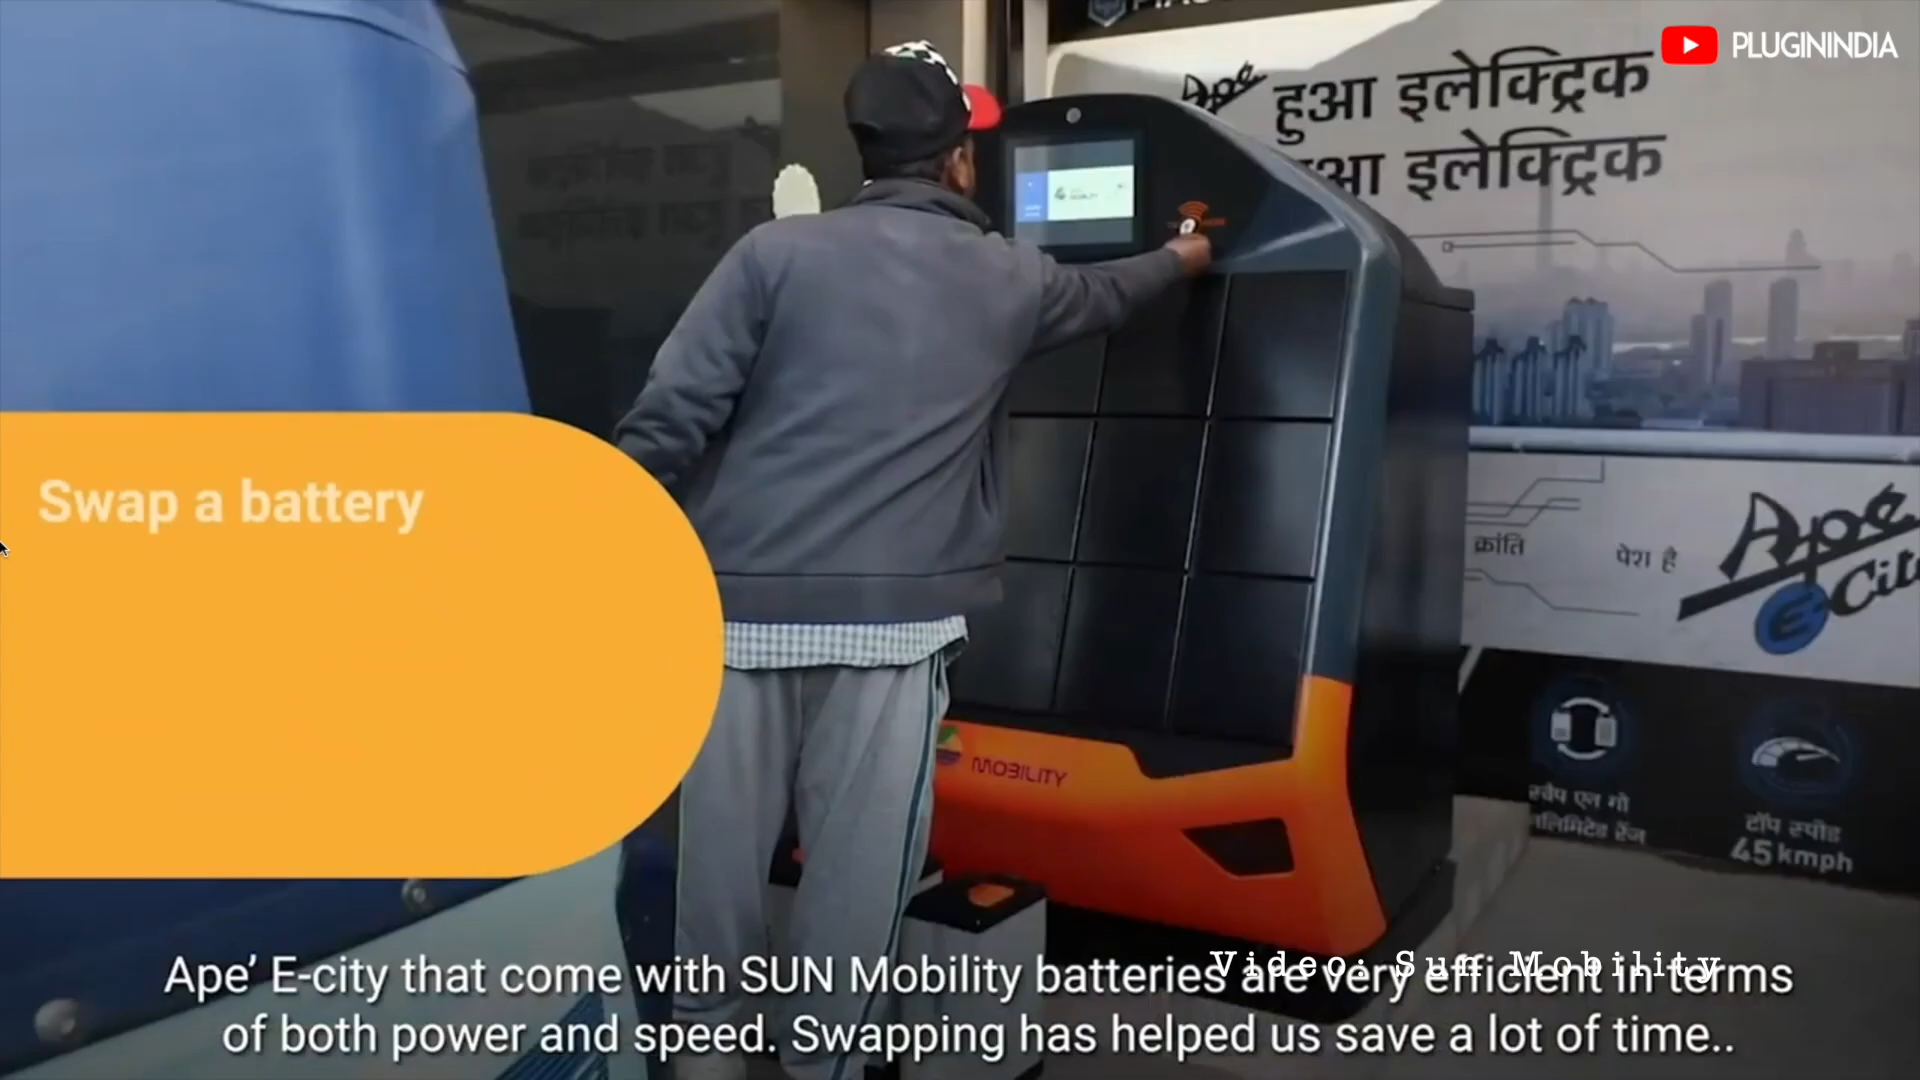 PLUGININDIA
Ape हुआ इलेक्ट्रिक
हुआ इलेक्ट्रिक
Swap a battery
क्रांति
पेश है
Ape
E-City
MOBILITY
स्वैप एन गो
टॉप स्पीड
45 kmph
Video: Sun Mobility
Ape’ E-city that come with SUN Mobility batteries are very efficient in terms
of both power and speed. Swapping has helped us save a lot of time..